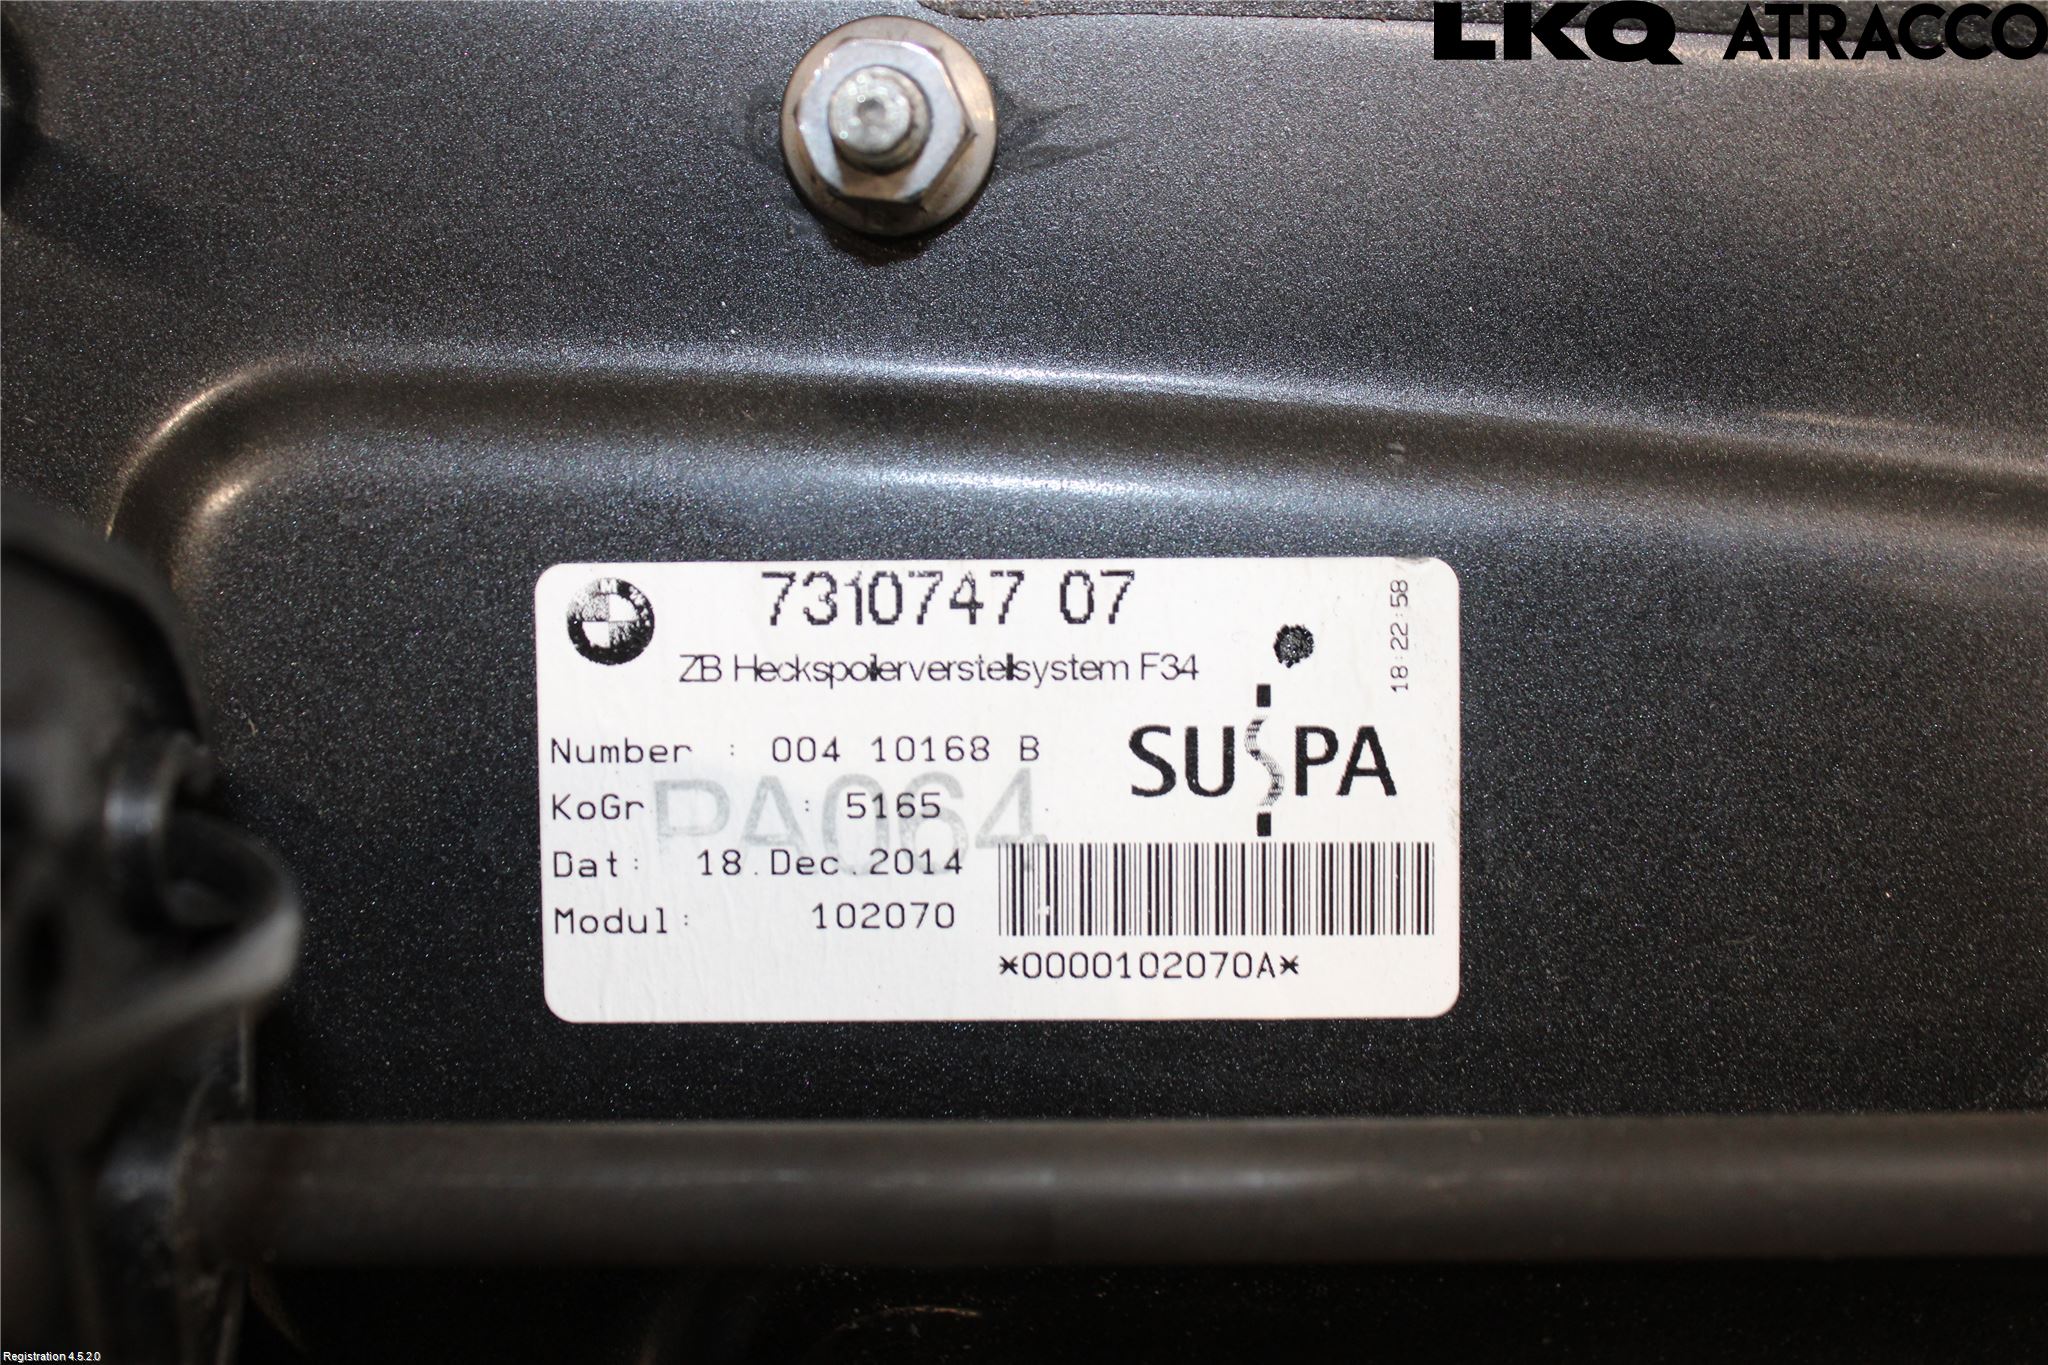 LKQ ATRACCO
7310747 07
ZB Heckspoilerverstellsystem F34
18:22:58
SUSPA
Number : 004 10168 B
PA064
KoGr : 5165
Dat: 18.Dec.2014
Modul: 102070
*0000102070A*
Registration 4.5.2.0